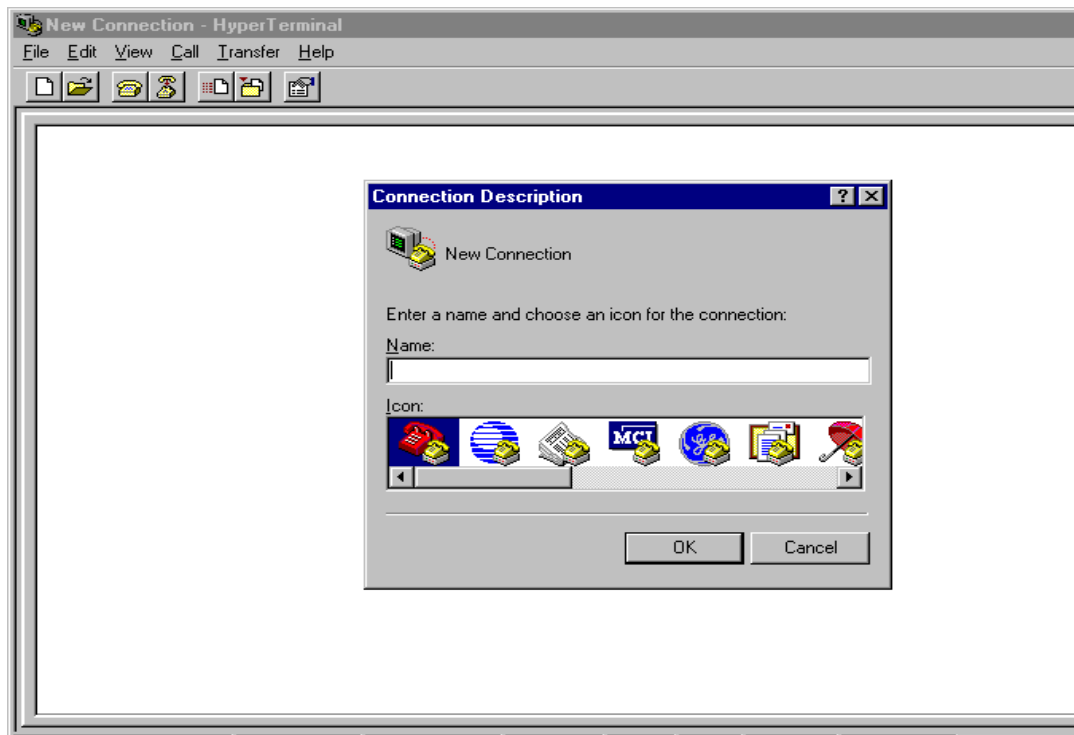 New Connection - HyperTerminal
File Edit View Call Transfer Help
Connection Description
New Connection
Enter a name and choose an icon for the connection:
Name:
Icon:
MCI
OK Cancel